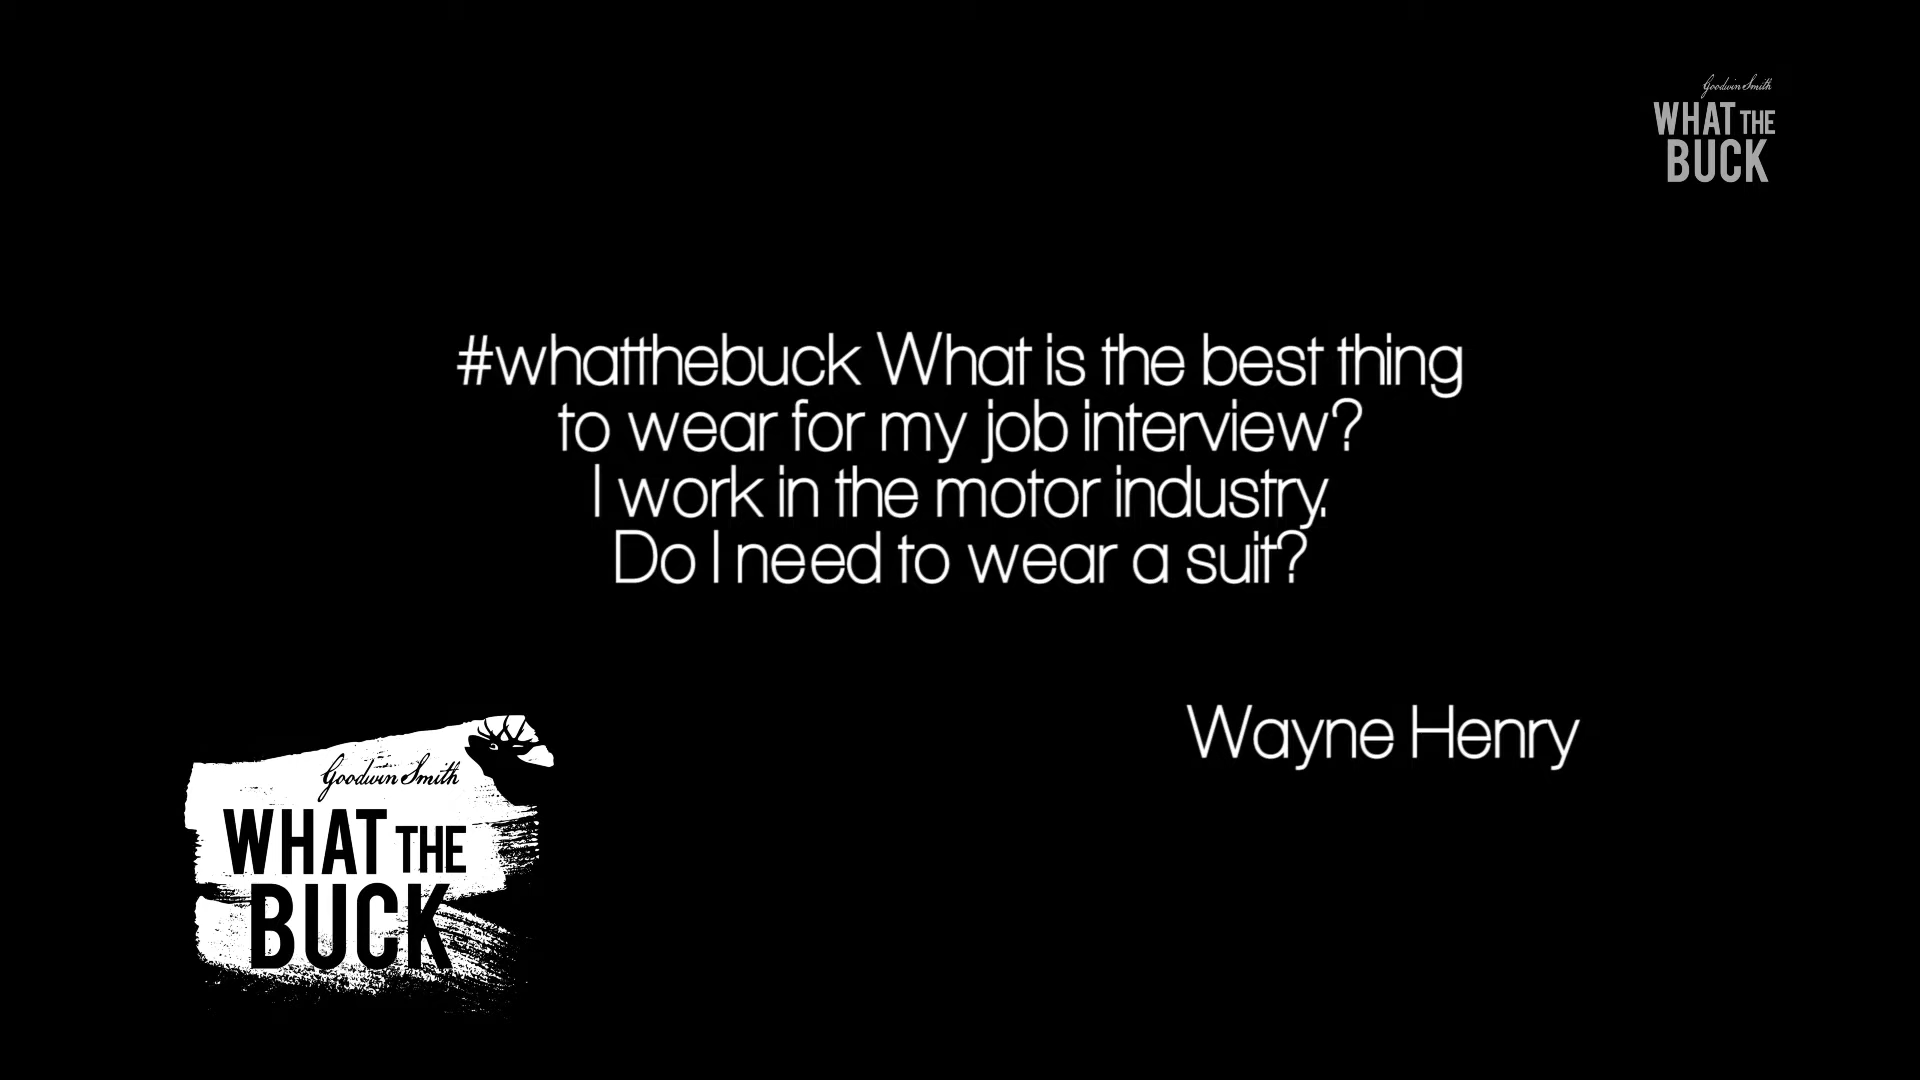 Goodwin Smith
WHAT THE
BUCK
#whatthebuck What is the best thing
to wear for my job interview?
I work in the motor industry.
Do I need to wear a suit?
Wayne Henry
Goodwin Smith
WHAT THE
BUCK